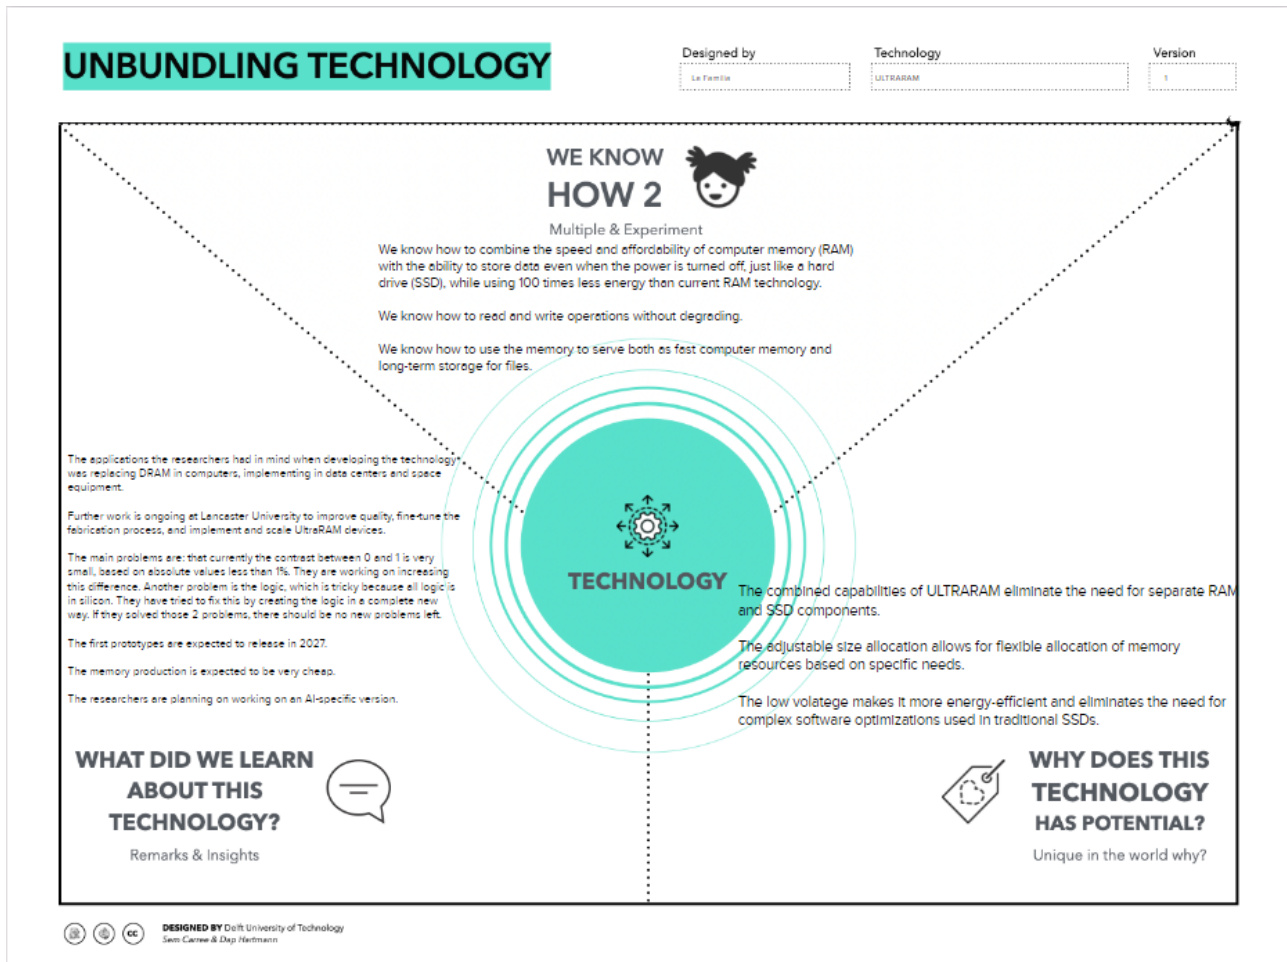 UNBUNDLING TECHNOLOGY
Designed by
La Familia
Technology
ULTRARAM
Version
1
WE KNOW
HOW 2
Multiple & Experiment
We know how to combine the speed and affordability of computer memory (RAM)
with the ability to store data even when the power is turned off, just like a hard
drive (SSD), while using 100 times less energy than current RAM technology.
We know how to read and write operations without degrading.
We know how to use the memory to serve both as fast computer memory and
long-term storage for files.
The applications the researchers had in mind when developing the technology
was replacing DRAM in computers, implementing in data centers and space
equipment.
Further work is ongoing at Lancaster University to improve quality, fine-tune the
fabrication process, and implement and scale UltraRAM devices.
The main problems are: that currently the contrast between 0 and 1 is very
small, based on absolute values less than 1%. They are working on increasing
this difference. Another problem is the logic, which is tricky because all logic is
in silicon. They have tried to fix this by creating the logic in a complete new
way. If they solved those 2 problems, there should be no new problems left.
The first prototypes are expected to release in 2027.
The memory production is expected to be very cheap.
The researchers are planning on working on an AI-specific version.
WHAT DID WE LEARN
ABOUT THIS
TECHNOLOGY?
Remarks & Insights
TECHNOLOGY
The combined capabilities of ULTRARAM eliminate the need for separate RAM
and SSD components.
The adjustable size allocation allows for flexible allocation of memory
resources based on specific needs.
The low volatege makes it more energy-efficient and eliminates the need for
complex software optimizations used in traditional SSDs.
WHY DOES THIS
TECHNOLOGY
HAS POTENTIAL?
Unique in the world why?
cc
DESIGNED BY Delft University of Technology
Sem Carree & Dap Hartmann